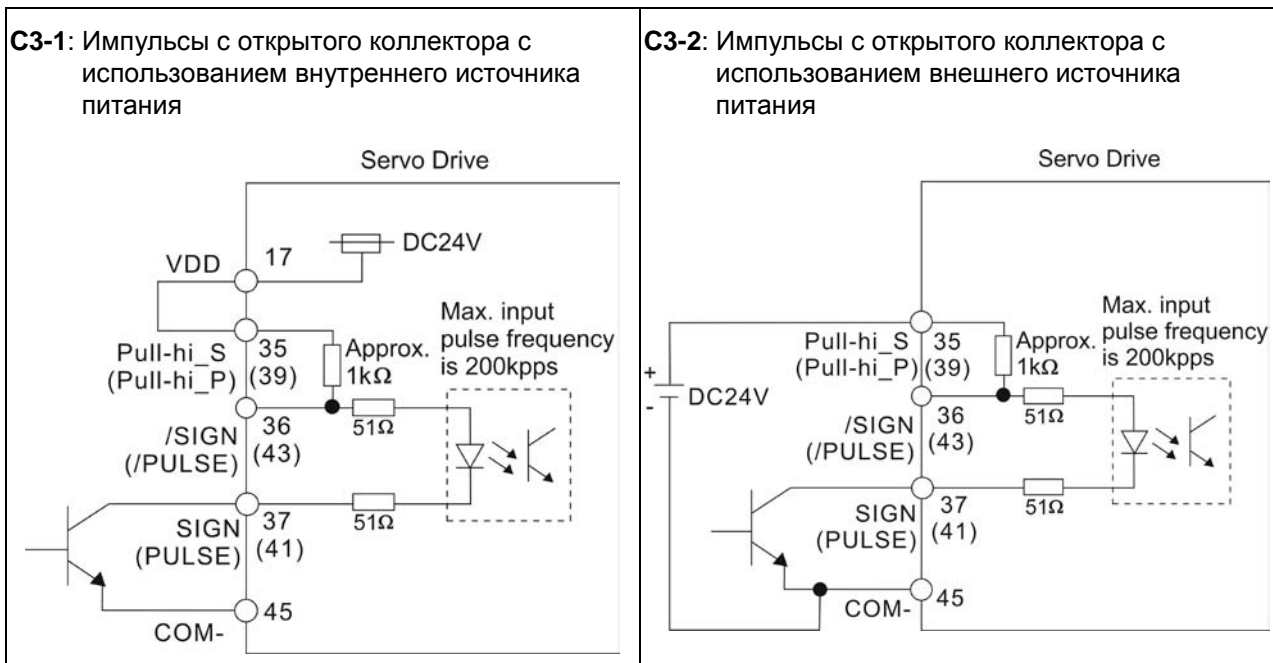 C3-1: Импульсы с открытого коллектора с
использованием внутреннего источника
питания
Servo Drive
DC24V
VDD
17
Max. input
pulse frequency
is 200kpps
Pull-hi_S
35
Approx.
(Pull-hi_P)
(39)
1kΩ
36
51Ω
/SIGN
(43)
(/PULSE)
37
51Ω
SIGN
(41)
(PULSE)
45
COM-
C3-2: Импульсы с открытого коллектора с
использованием внешнего источника
питания
Servo Drive
Max. input
pulse frequency
is 200kpps
Pull-hi_S
35
Approx.
(Pull-hi_P)
(39)
1kΩ
+
DC24V
-
36
51Ω
/SIGN
(43)
(/PULSE)
37
51Ω
SIGN
(41)
(PULSE)
45
COM-